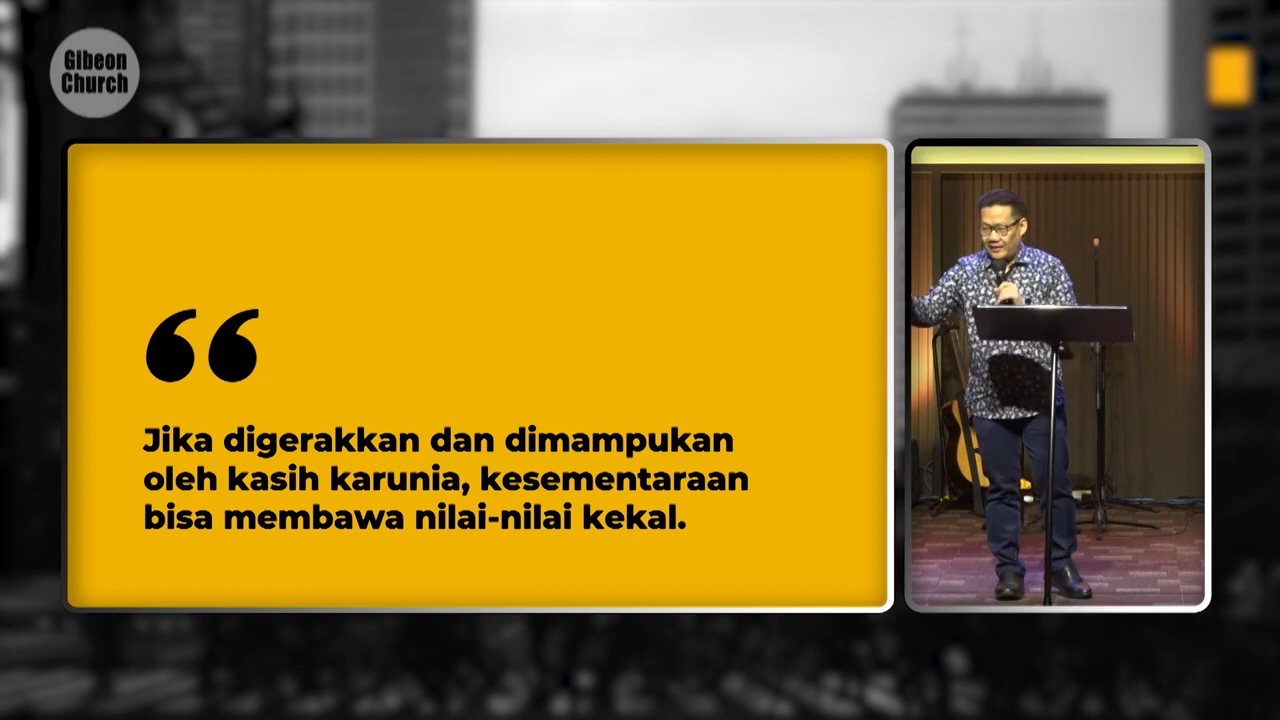 Gibeon
Church
Jika digerakkan dan dimampukan
oleh kasih karunia, kesementaraan
bisa membawa nilai-nilai kekal.